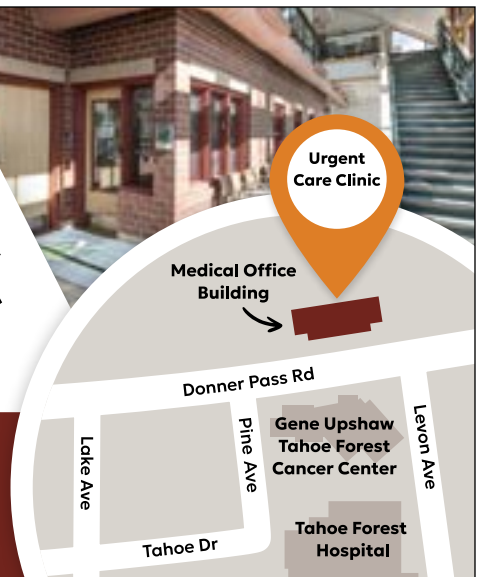 Urgent
Care Clinic
Medical Office
Building
Donner Pass Rd
Lake Ave
Pine Ave
Gene Upshaw
Tahoe Forest
Cancer Center
Levon Ave
Tahoe Dr
Tahoe Forest
Hospital